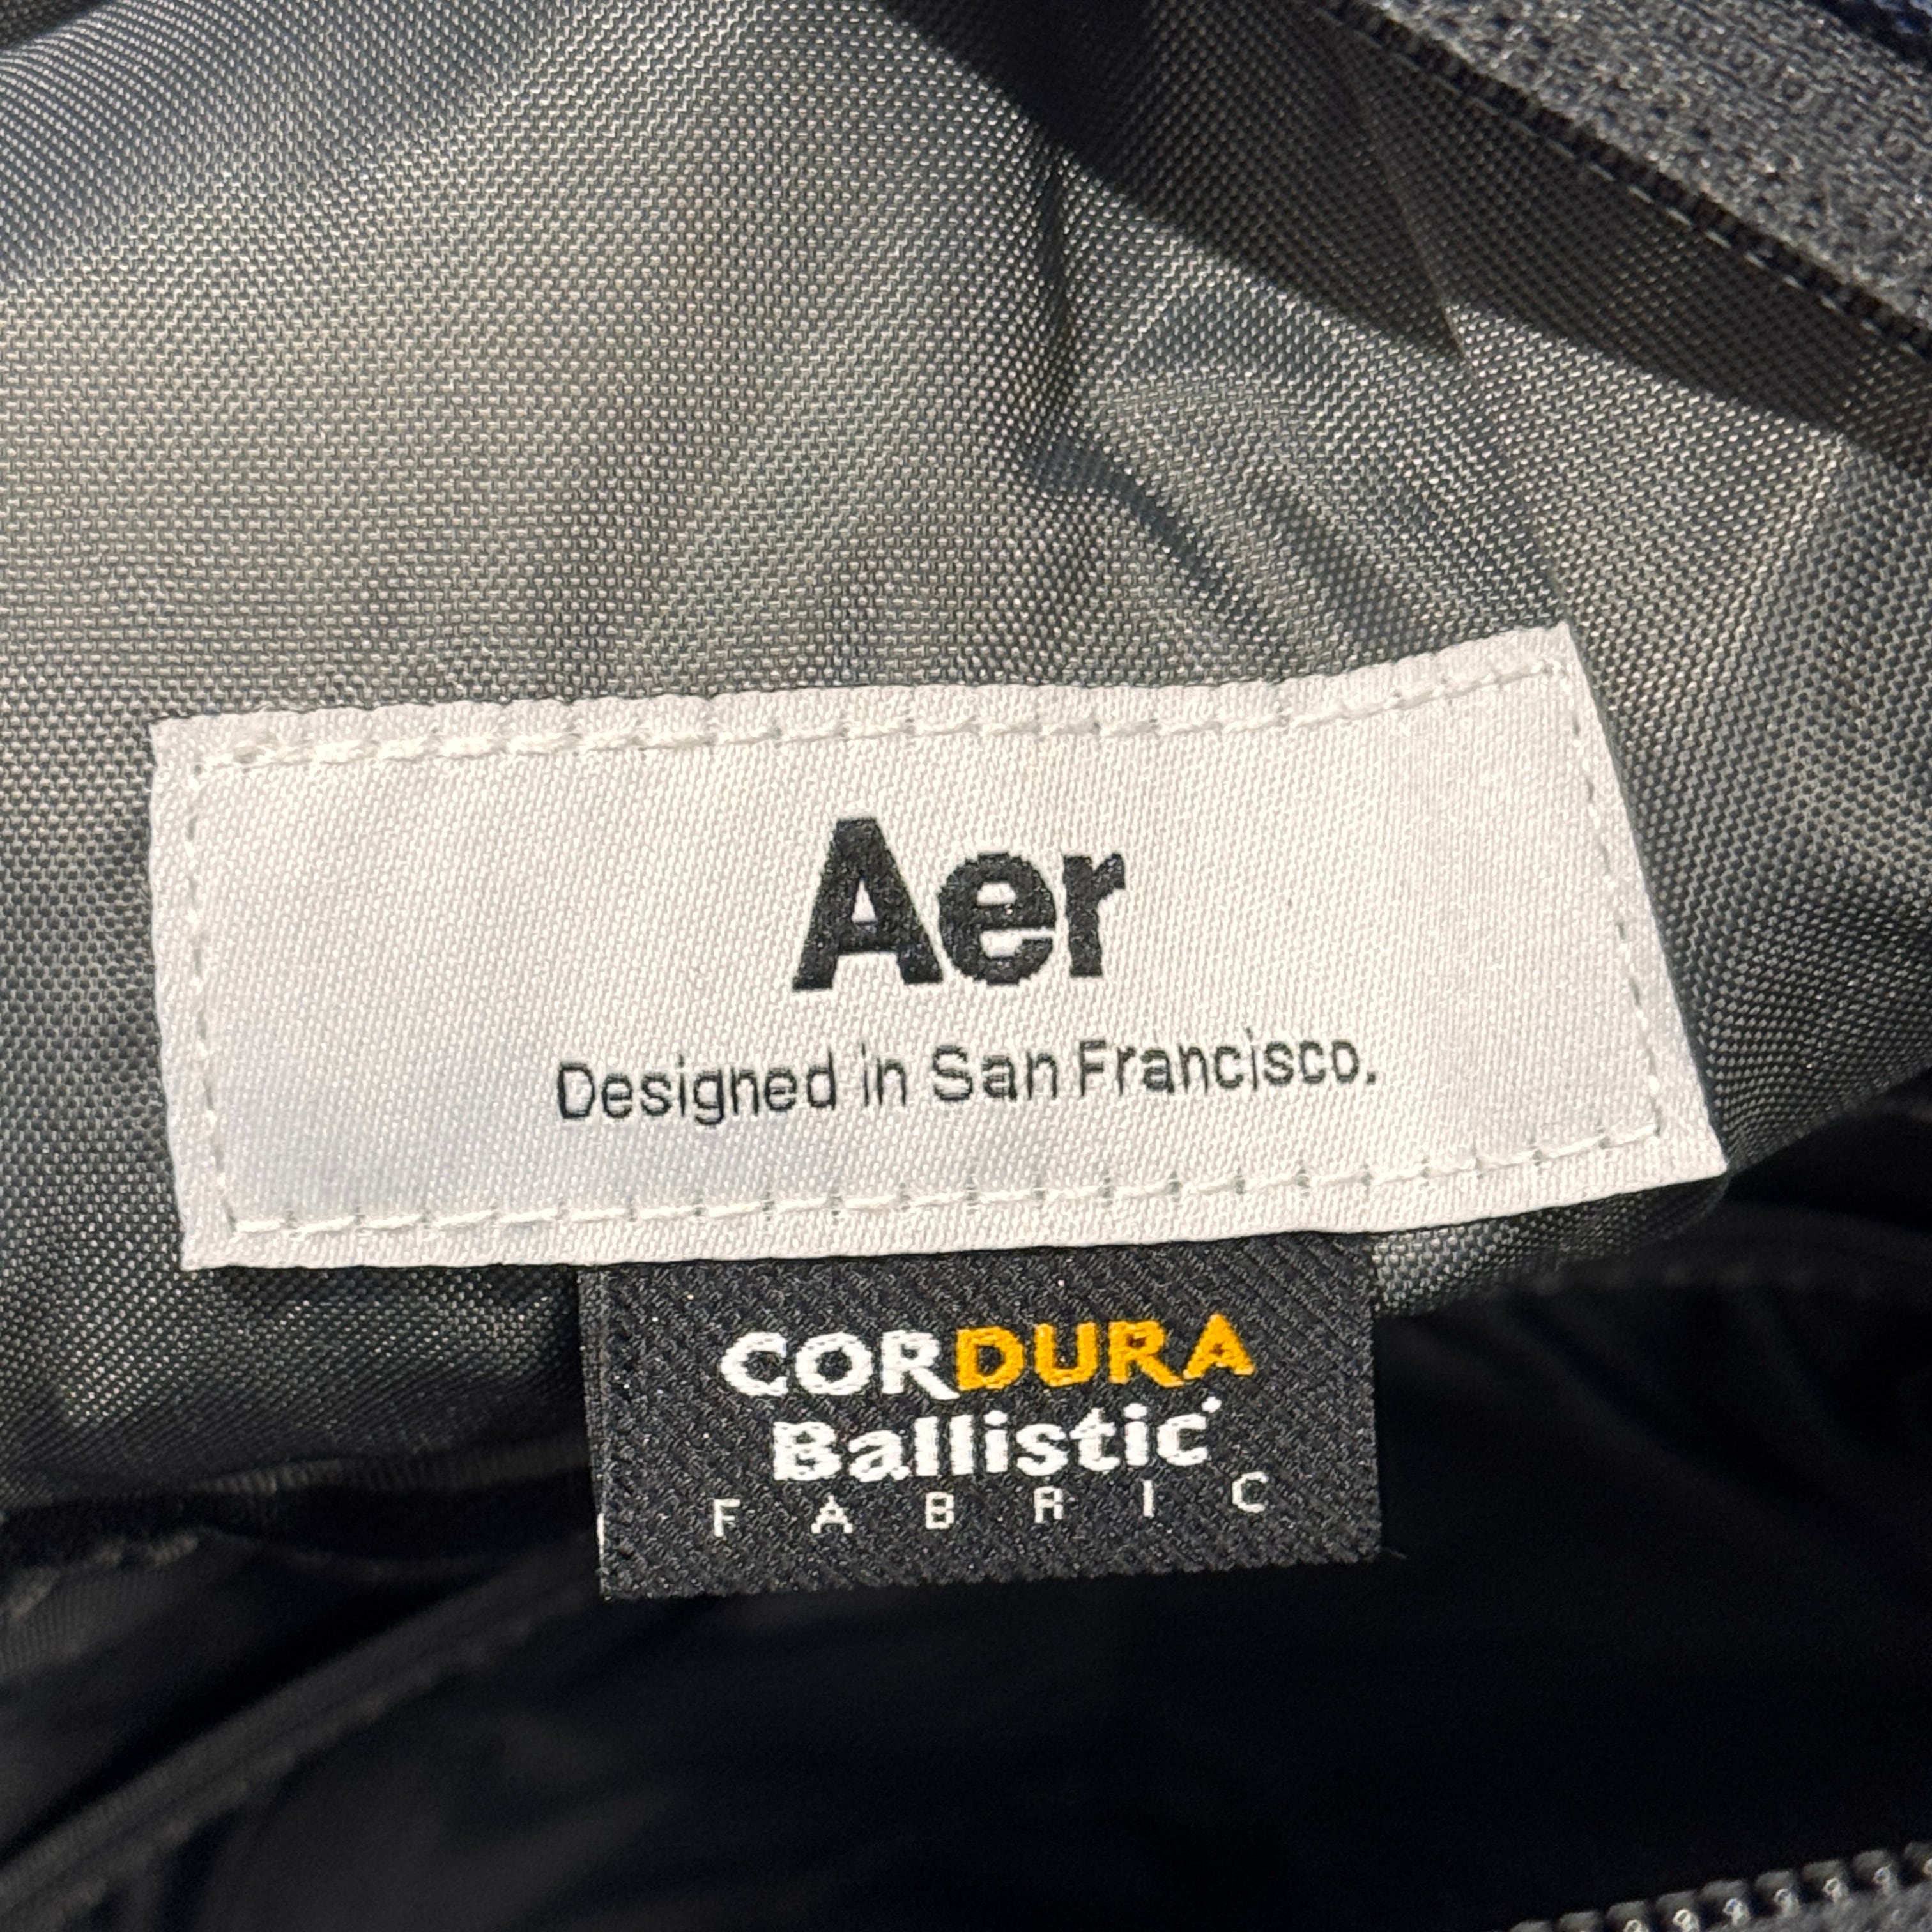 Aer
Designed in San Francisco.
CORDURA
Ballistic
FABRIC